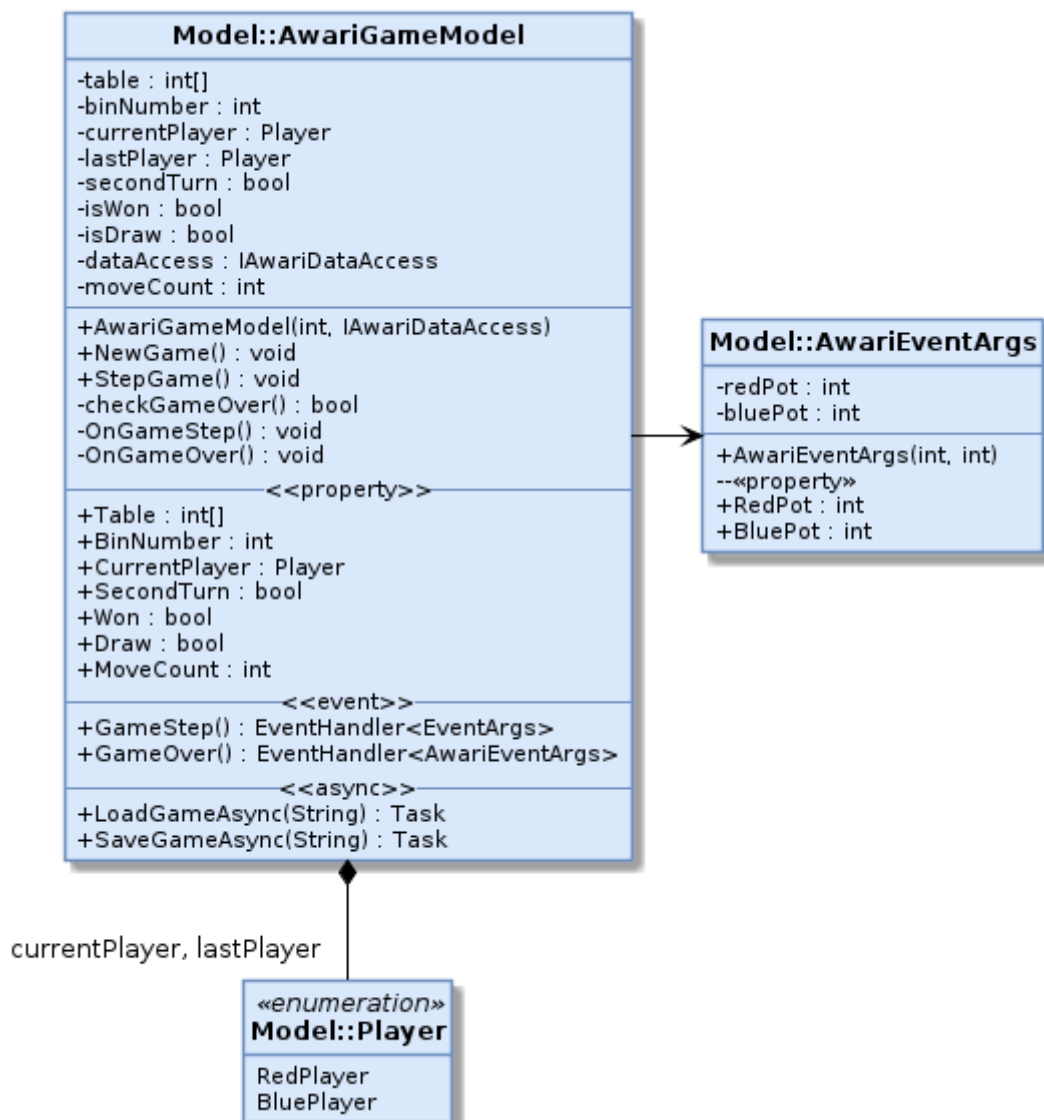 Model::AwariGameModel
-table : int[]
-binNumber : int
-currentPlayer : Player
-lastPlayer : Player
-secondTurn : bool
-isWon : bool
-isDraw : bool
-dataAccess : IAwariDataAccess
-moveCount : int
+AwariGameModel(int, IAwariDataAccess)
+NewGame() : void
+StepGame() : void
-checkGameOver() : bool
-OnGameStep() : void
-OnGameOver() : void
<<property>>
+Table : int[]
+BinNumber : int
+CurrentPlayer : Player
+SecondTurn : bool
+Won : bool
+Draw : bool
+MoveCount : int
<<event>>
+GameStep() : EventHandler<EventArgs>
+GameOver() : EventHandler<AwariEventArgs>
<<async>>
+LoadGameAsync(String) : Task
+SaveGameAsync(String) : Task
Model::AwariEventArgs
-redPot : int
-bluePot : int
+AwariEventArgs(int, int)
--«property»
+RedPot : int
+BluePot : int
currentPlayer, lastPlayer
«enumeration»
Model::Player
RedPlayer
BluePlayer